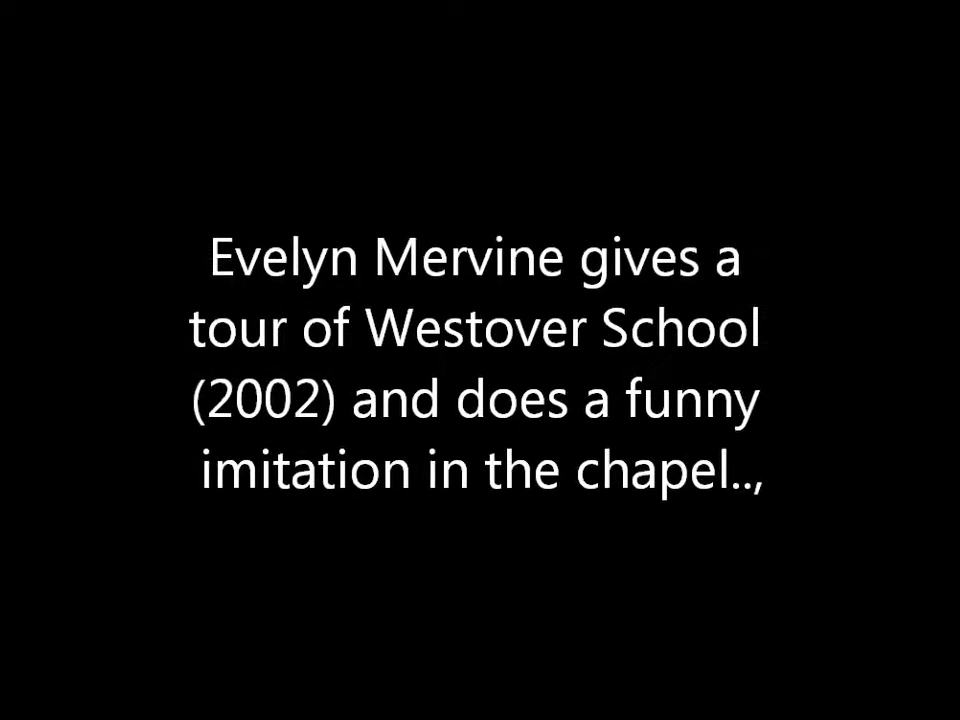 Evelyn Mervine gives a
tour of Westover School
(2002) and does a funny
imitation in the chapel..,